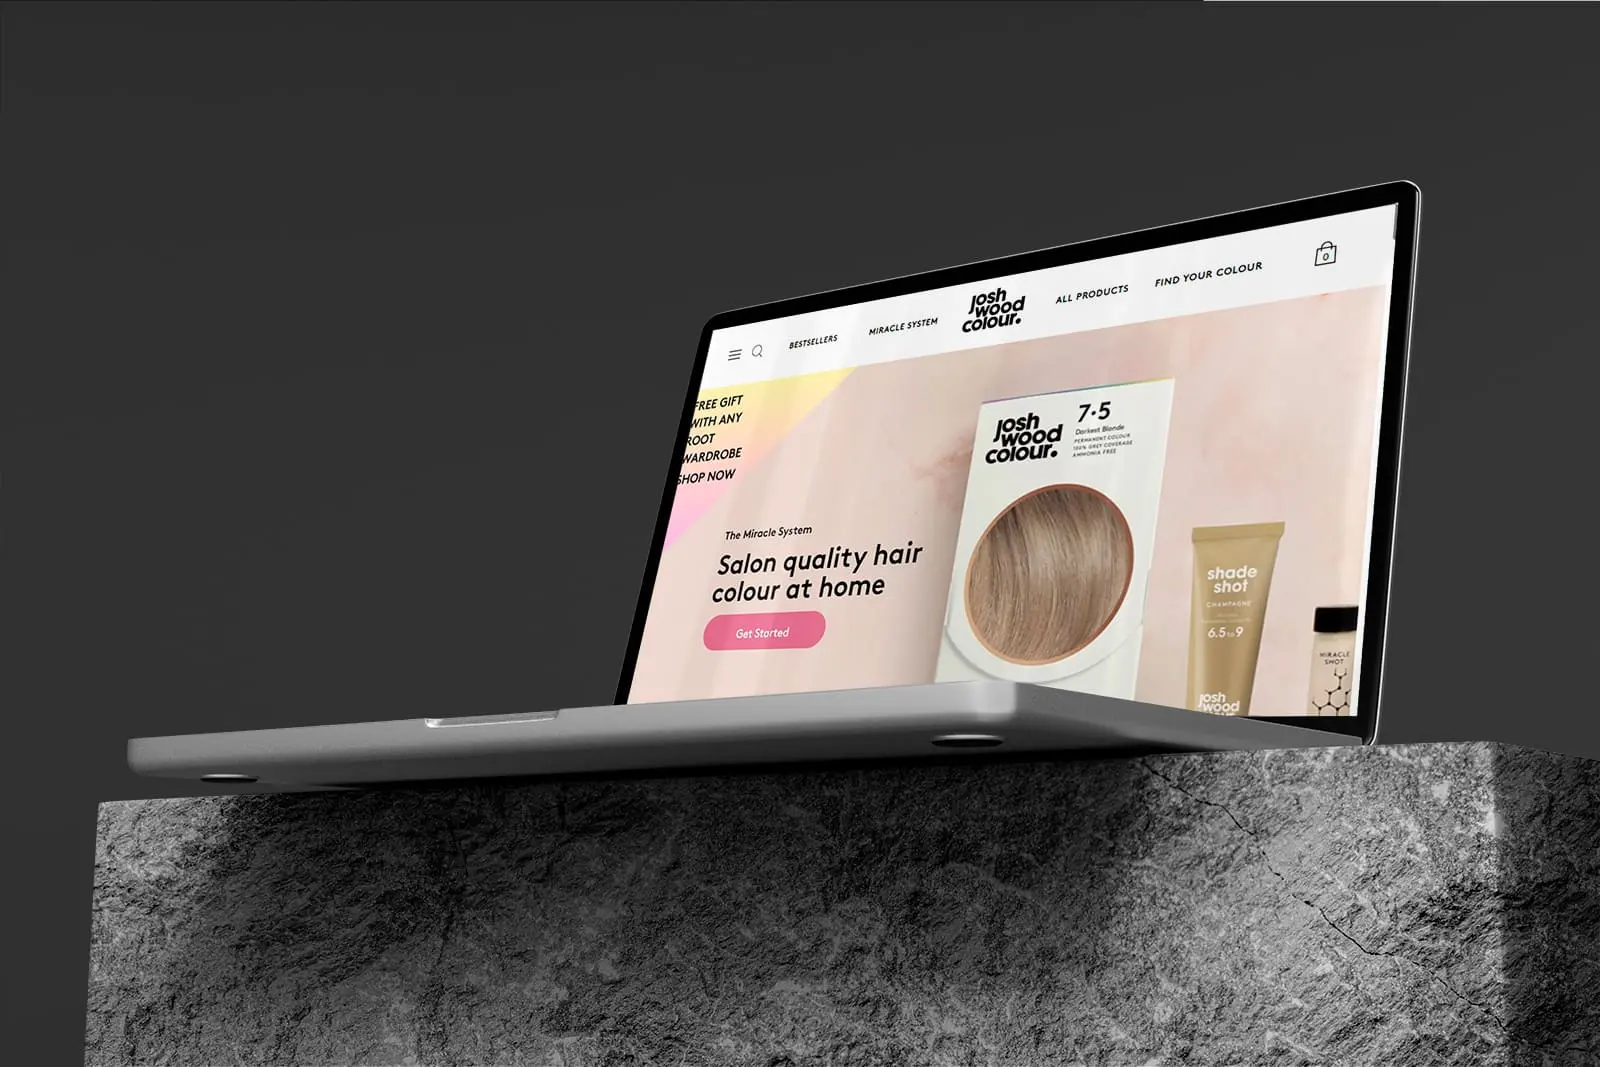 BESTSELLERS
MIRACLE SYSTEM
Josh
wood
colour.
ALL PRODUCTS
FIND YOUR COLOUR
0
FREE GIFT
WITH ANY
ROOT
WARDROBE
SHOP NOW
The Miracle System
Salon quality hair
colour at home
Get Started
Josh
wood
colour.
7·5
Darkest Blonde
PERMANENT COLOUR
100% GREY COVERAGE
AMMONIA FREE
shade
shot
CHAMPAGNE
6.5 to 9
josh
wood
MIRACLE
SHOT